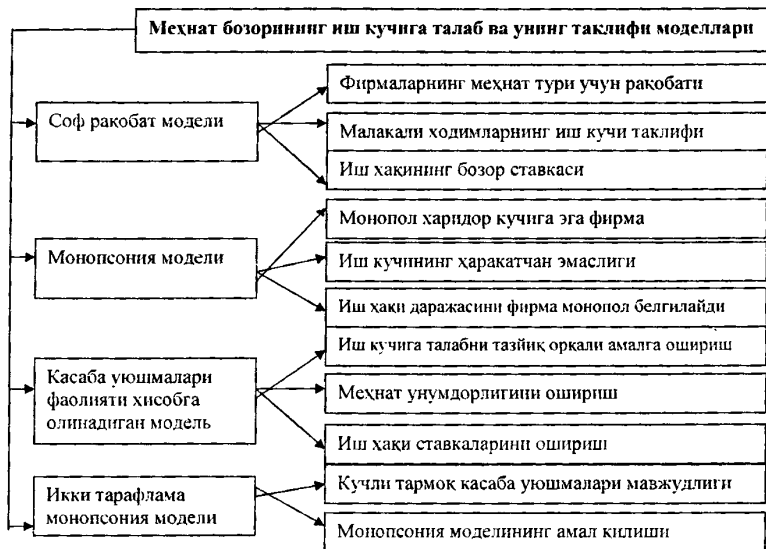 Меҳнат бозорининг иш кучига талаб ва унинг таклифи моделлари
Соф рақобат модели
Фирмаларнинг меҳнат тури учун рақобати
Малакали ходимларнинг иш кучи таклифи
Иш хақининг бозор ставкаси
Монопсония модели
Монопол харидор кучига эга фирма
Иш кучининг ҳаракатчан эмаслиги
Иш ҳақи даражасини фирма монопол белгилайди
Касаба уюшмалари
фаолияти хисобга
олинадиган модель
Иш кучига талабни тазйиқ орқали амалга ошириш
Меҳнат унумдорлигини ошириш
Иш ҳақи ставкаларини ошириш
Икки тарафлама
монопсония модели
Кучли тармоқ касаба уюшмалари мавжудлиги
Монопсония моделининг амал қилиши